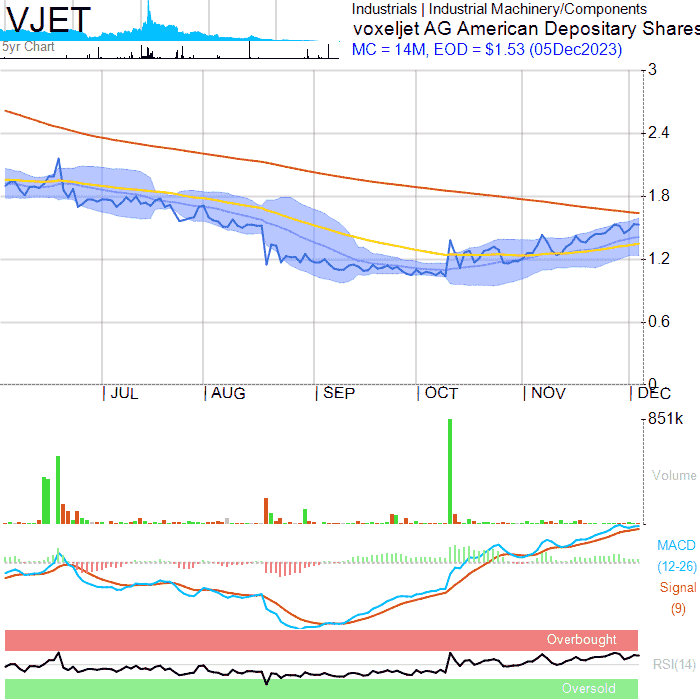 VJET
5yr Chart
Industrials | Industrial Machinery/Components
voxeljet AG American Depositary Shares
MC = 14M, EOD = $1.53 (05Dec2023)
3
2.4
1.8
1.2
0.6
0
JUL AUG SEP OCT NOV DEC
851k
Volume
MACD
(12-26)
Signal
(9)
Overbought
RSI(14)
Oversold